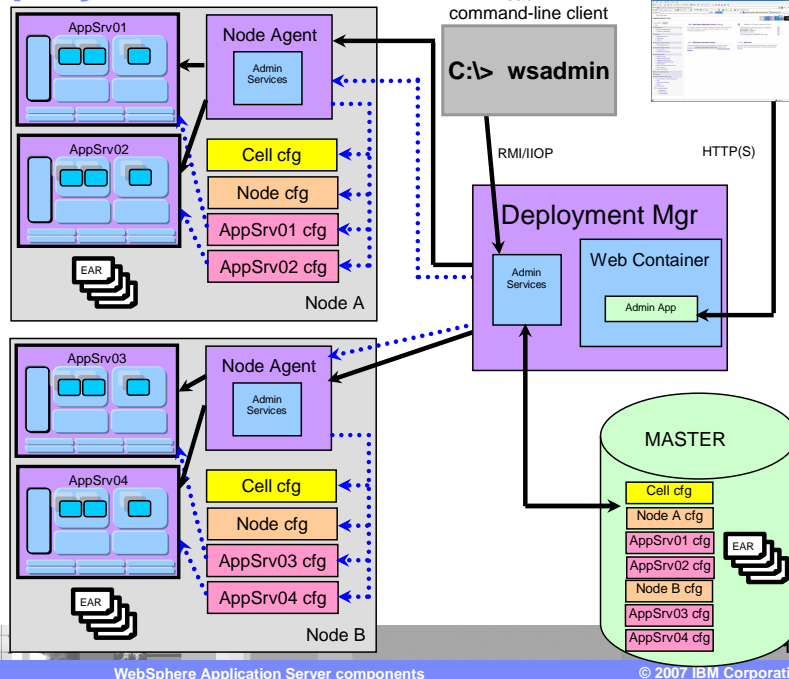 command-line client
C:\> wsadmin
AppSrv01
AppSrv02
Node Agent
Admin
Services
Cell cfg
Node cfg
AppSrv01 cfg
AppSrv02 cfg
EAR
Node A
RMI/IIOP
HTTP(S)
Deployment Mgr
Admin
Services
Web Container
Admin App
AppSrv03
AppSrv04
Node Agent
Admin
Services
Cell cfg
Node cfg
AppSrv03 cfg
AppSrv04 cfg
EAR
Node B
MASTER
Cell cfg
Node A cfg
AppSrv01 cfg
AppSrv02 cfg
Node B cfg
AppSrv03 cfg
AppSrv04 cfg
EAR
WebSphere Application Server components
© 2007 IBM Corporati